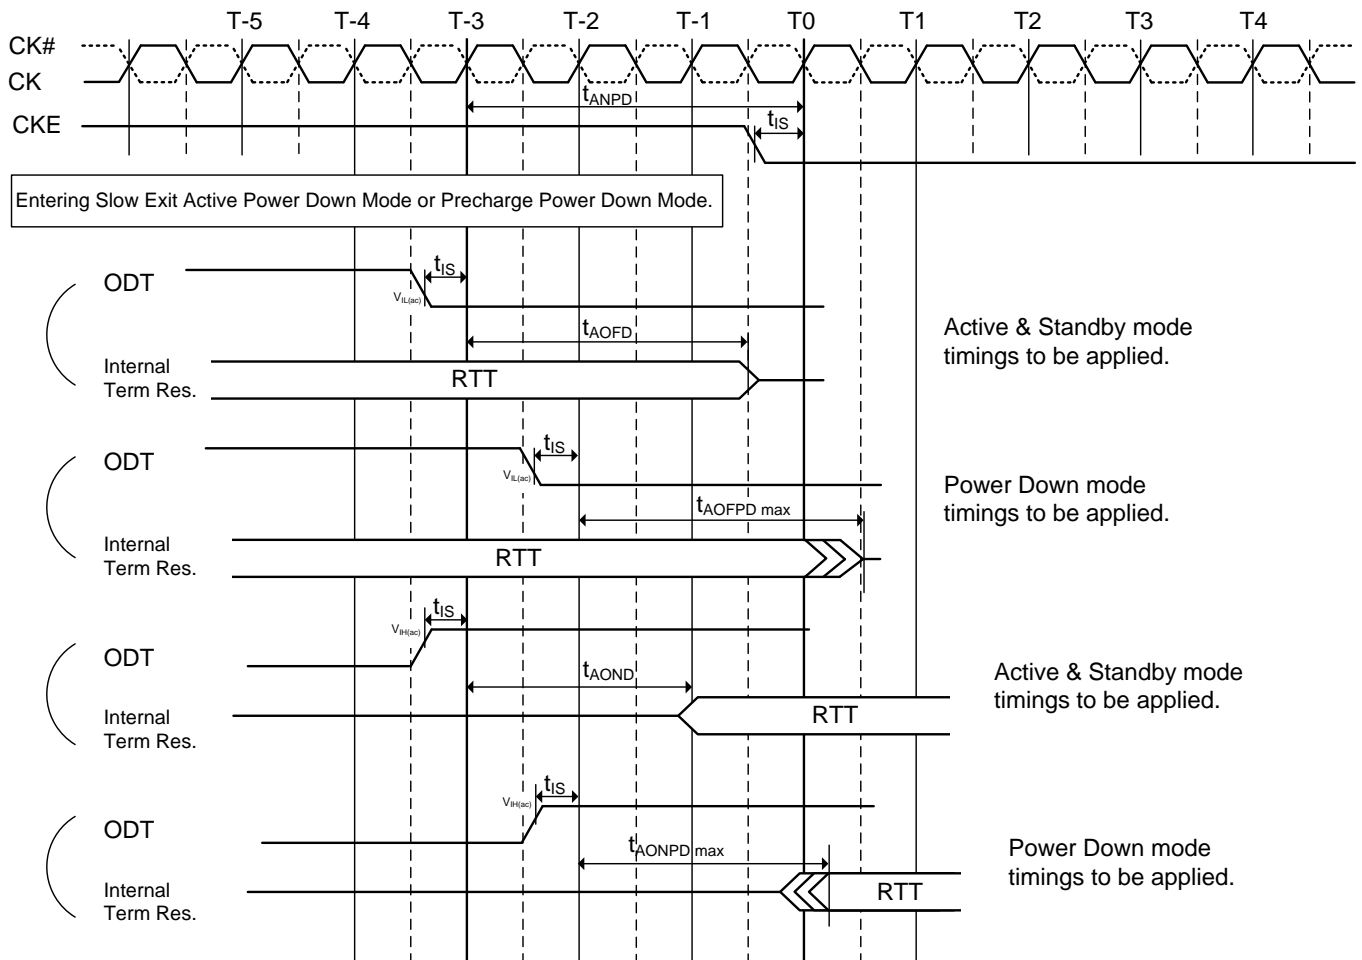 T-5 T-4 T-3 T-2 T-1 T0 T1 T2 T3 T4
CK#
CK
tANPD
CKE
tIS
Entering Slow Exit Active Power Down Mode or Precharge Power Down Mode.
ODT
tIS
VIL(ac)
tAOFD
Internal
Term Res.
RTT
Active & Standby mode
timings to be applied.
ODT
tIS
VIL(ac)
tAOFPD max
Internal
Term Res.
RTT
Power Down mode
timings to be applied.
ODT
tIS
VIH(ac)
tAOND
Internal
Term Res.
RTT
Active & Standby mode
timings to be applied.
ODT
tIS
VIH(ac)
tAONPD max
Internal
Term Res.
RTT
Power Down mode
timings to be applied.